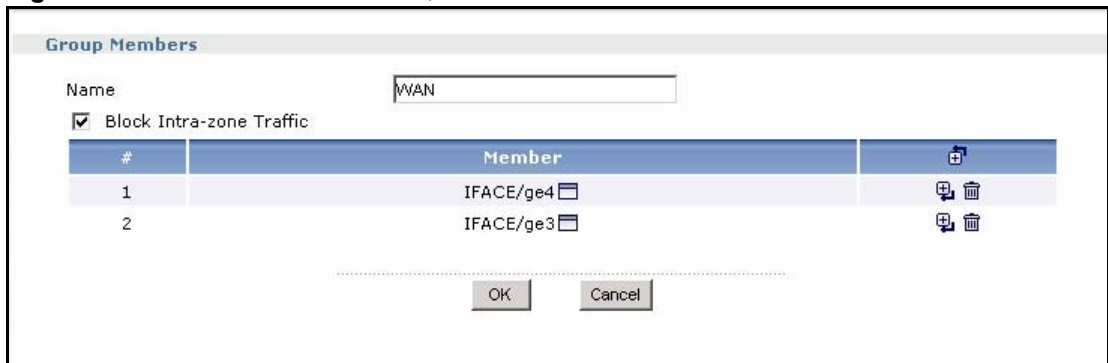 Group Members
Name WAN
Block Intra-zone Traffic
# Member
1 IFACE/ge4
2 IFACE/ge3
OK Cancel